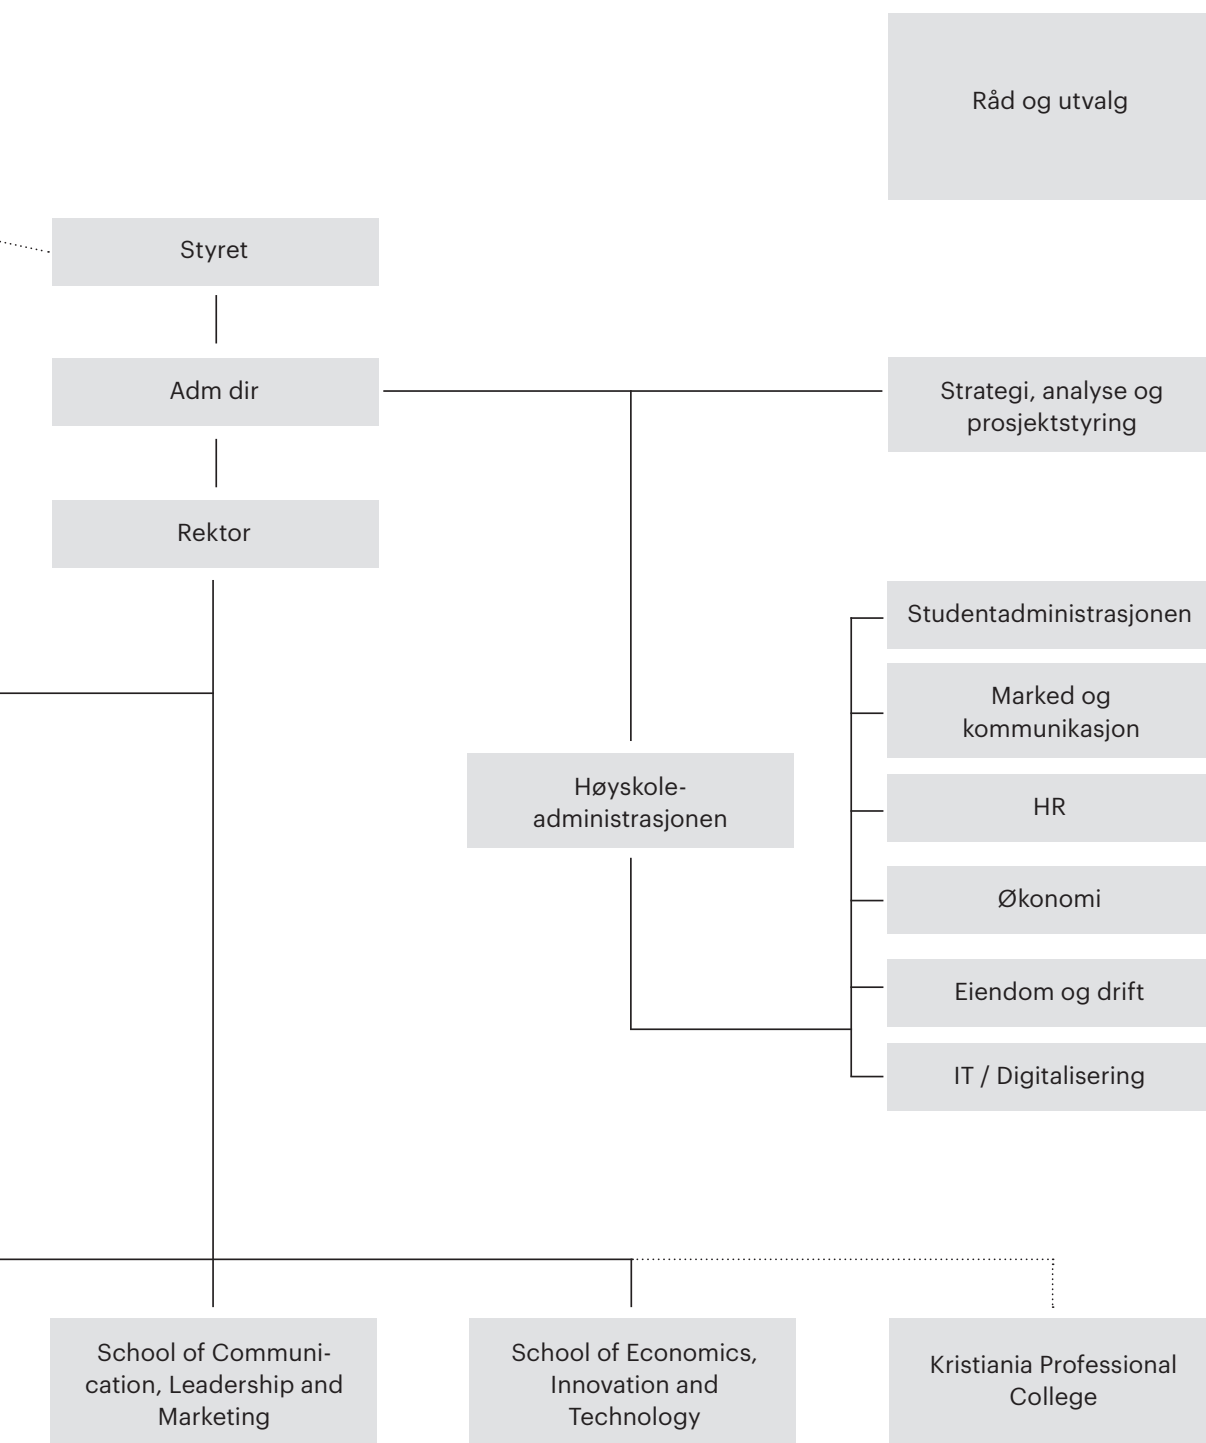 Råd og utvalg
Styret
Adm dir
Strategi, analyse og
prosjektstyring
Rektor
Studentadministrasjonen
Marked og
kommunikasjon
Høyskole-
administrasjonen
HR
Økonomi
Eiendom og drift
IT / Digitalisering
School of Communi-
cation, Leadership and
Marketing
School of Economics,
Innovation and
Technology
Kristiania Professional
College